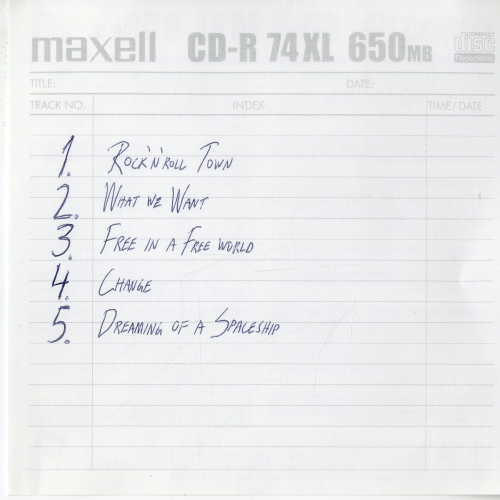 maxell CD-R 74XL 650MB COMPACT disc Recordable
TITLE: DATE:
TRACK NO. INDEX TIME/DATE
1. ROCK'N'ROLL TOWN
2. WHAT WE WANT
3. FREE IN A FREE WORLD
4. CHANGE
5. DREAMING OF A SPACESHIP